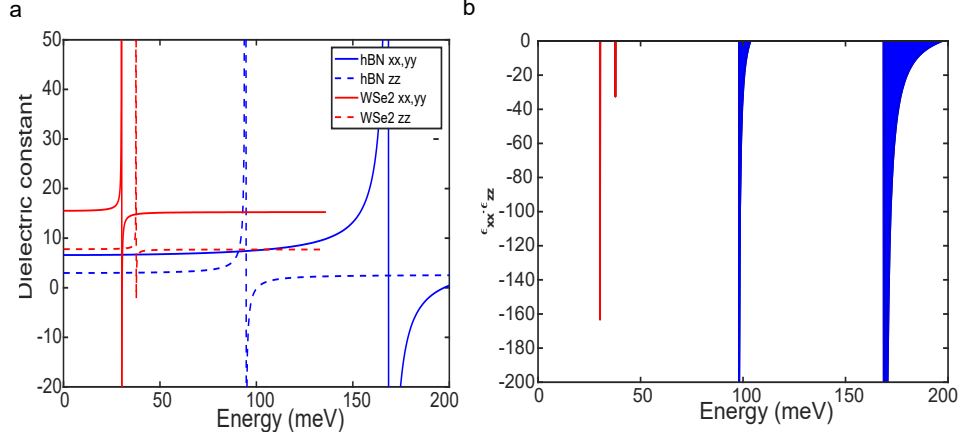 a
50
40
30
20
10
0
-10
-20
0
50
100
150
200
Dielectric constant
Energy (meV)
hBN xx,yy
hBN zz
WSe2 xx,yy
WSe2 zz
b
0
-20
-40
-60
-80
-100
-120
-140
-160
-180
-200
0
50
100
150
200
ϵxx·ϵzz
Energy (meV)